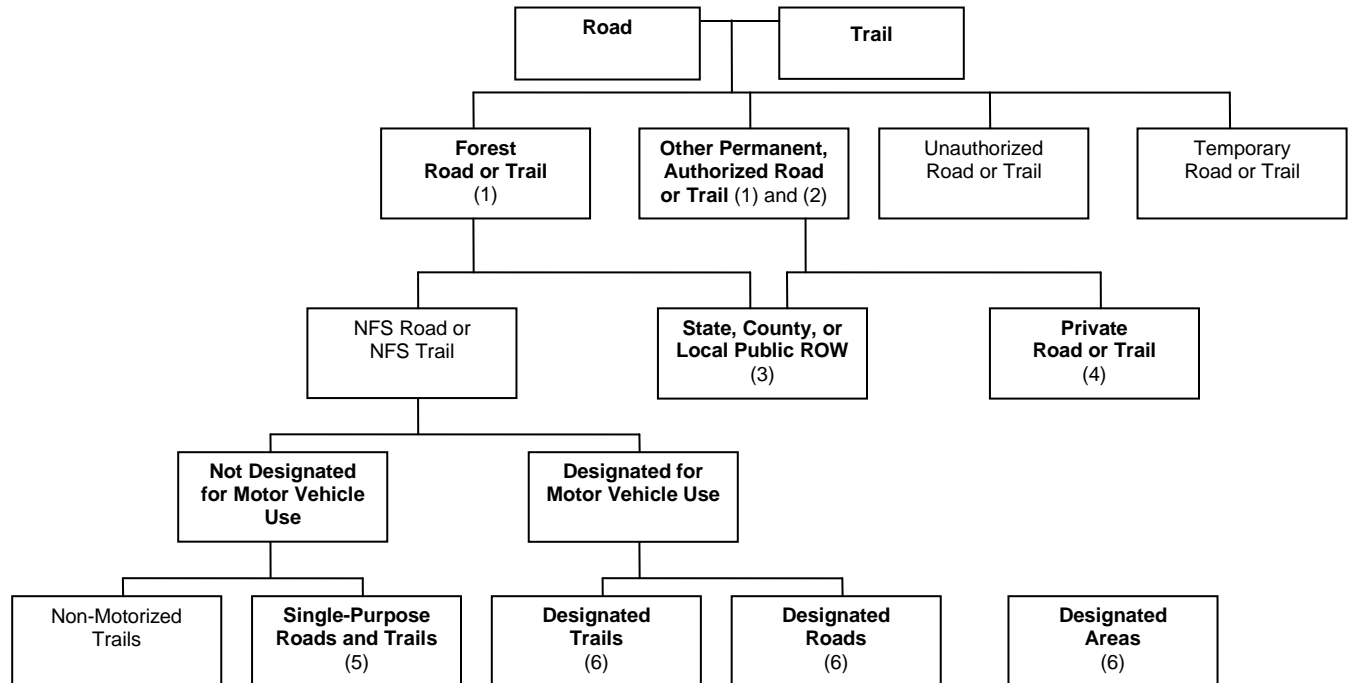 Road
Trail
Forest
Road or Trail
(1)
Other Permanent,
Authorized Road
or Trail (1) and (2)
Unauthorized
Road or Trail
Temporary
Road or Trail
NFS Road or
NFS Trail
State, County, or
Local Public ROW
(3)
Private
Road or Trail
(4)
Not Designated
for Motor Vehicle
Use
Designated for
Motor Vehicle Use
Non-Motorized
Trails
Single-Purpose
Roads and Trails
(5)
Designated
Trails
(6)
Designated
Roads
(6)
Designated
Areas
(6)